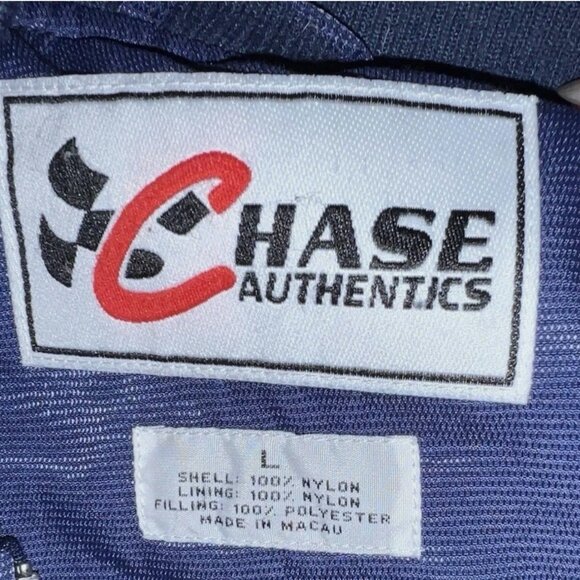 CHASE
AUTHENTICS
L
SHELL: 100% NYLON
LINING: 100% NYLON
FILLING: 100% POLYESTER
MADE IN MACAU